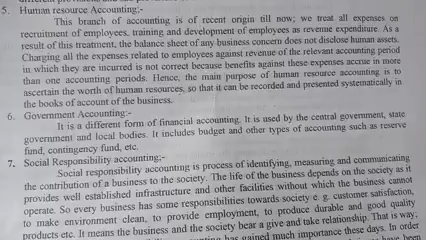 5. Human resource Accounting;-
This branch of accounting is of recent origin till now; we treat all expenses on
recruitment of employees, training and development of employees as revenue expenditure. As a
result of this treatment, the balance sheet of any business concern does not disclose human assets.
Charging all the expenses related to employees against revenue of the relevant accounting period
in which they are incurred is not correct because benefits against these expenses accrue in more
than one accounting periods. Hence, the main purpose of human resource accounting is to
ascertain the worth of human resources, so that it can be recorded and presented systematically in
the books of account of the business.
6. Government Accounting:-
It is a different form of financial accounting. It is used by the central government, state
government and local bodies. It includes budget and other types of accounting such as reserve
fund, contingency fund, etc.
7. Social Responsibility accounting;-
Social responsibility accounting is process of identifying, measuring and communicating
the contribution of a business to the society. The life of the business depends on the society as it
provides well established infrastructure and other facilities without which the business cannot
operate. So every business has some responsibilities towards society e. g. customer satisfaction,
to make environment clean, to provide employment, to produce durable and good quality
products etc. It means the business and the society bear a give and take relationship. That is way;
has gained much importance these days. In order
have been